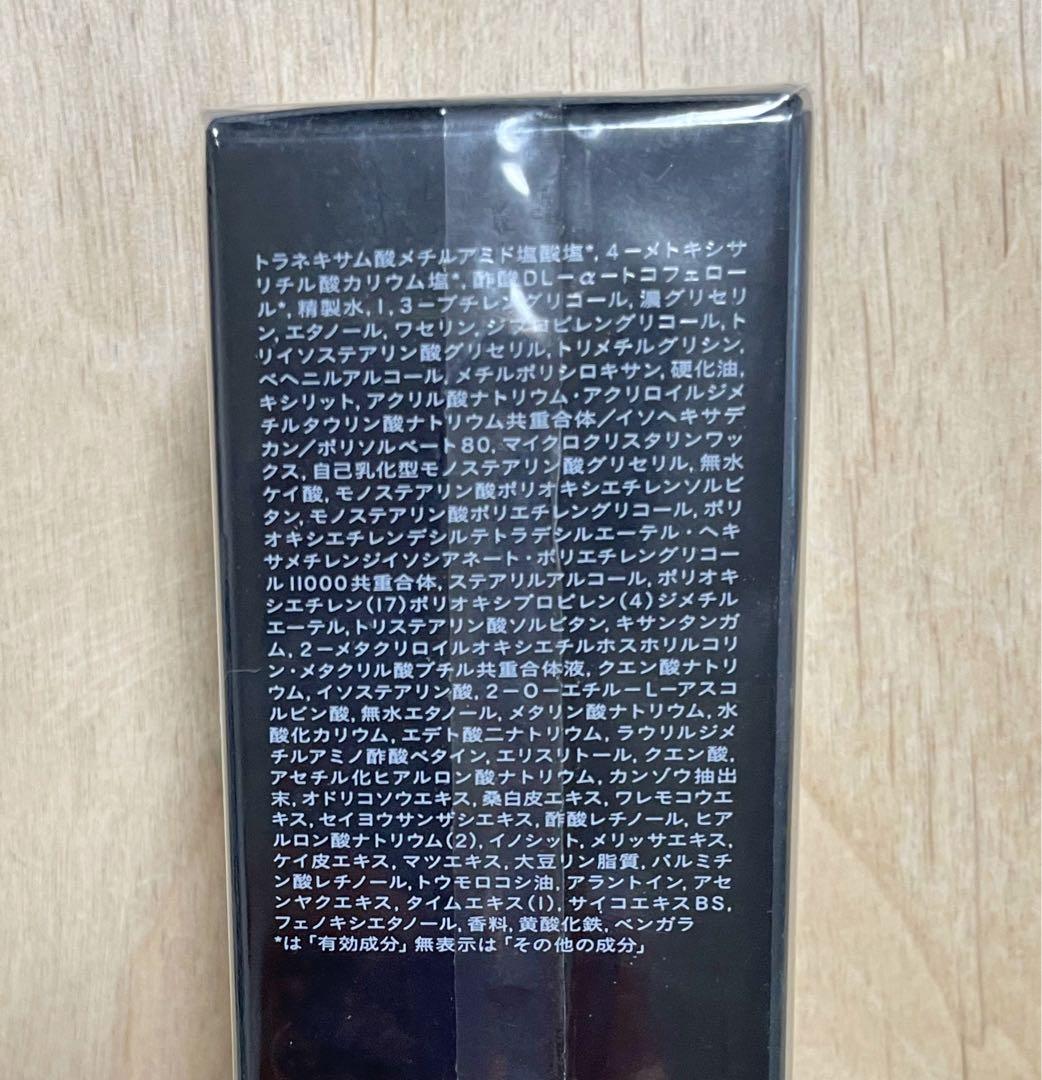 トラネキサム酸メチルアミド塩酸塩*, 4ーメトキシサ
リチル酸カリウム塩*, 酢酸DLーαートコフェロー
ル*, 精製水, 1, 3ーブチレングリコール, 濃グリセリ
ン, エタノール, ワセリン, ジプロピレングリコール, ト
リイソステアリン酸グリセリル, トリメチルグリシン,
ベヘニルアルコール, メチルポリシロキサン, 硬化油,
キシリット, アクリル酸ナトリウム・アクリロイルジメ
チルタウリン酸ナトリウム共重合体/イソヘキサデ
カン/ポリソルベート80, マイクロクリスタリンワッ
クス, 自己乳化型モノステアリン酸グリセリル, 無水
ケイ酸, モノステアリン酸ポリオキシエチレンソルビ
タン, モノステアリン酸ポリエチレングリコール, ポリ
オキシエチレンデシルテトラデシルエーテル・ヘキ
サメチレンジイソシアネート・ポリエチレングリコー
ル11000共重合体, ステアリルアルコール, ポリオキ
シエチレン(17)ポリオキシプロピレン(4)ジメチル
エーテル, トリステアリン酸ソルビタン, キサンタンガ
ム, 2ーメタクリロイルオキシエチルホスホリルコリ
ン・メタクリル酸ブチル共重合体液, クエン酸ナトリ
ウム, イソステアリン酸, 2ーOーエチルーLーアスコ
ルビン酸, 無水エタノール, メタリン酸ナトリウム, 水
酸化カリウム, エデト酸二ナトリウム, ラウリルジメ
チルアミノ酢酸ベタイン, エリスリトール, クエン酸,
アセチル化ヒアルロン酸ナトリウム, カンゾウ抽出
末, オドリコソウエキス, 桑白皮エキス, ワレモコウエ
キス, セイヨウサンザシエキス, 酢酸レチノール, ヒア
ルロン酸ナトリウム(2), イノシット, メリッサエキス,
ケイ皮エキス, マツエキス, 大豆リン脂質, パルミチ
ン酸レチノール, トウモロコシ油, アラントイン, アセ
ンヤクエキス, タイムエキス(1), サイコエキスBS,
フェノキシエタノール, 香料, 黄酸化鉄, ベンガラ
*は「有効成分」無表示は「その他の成分」